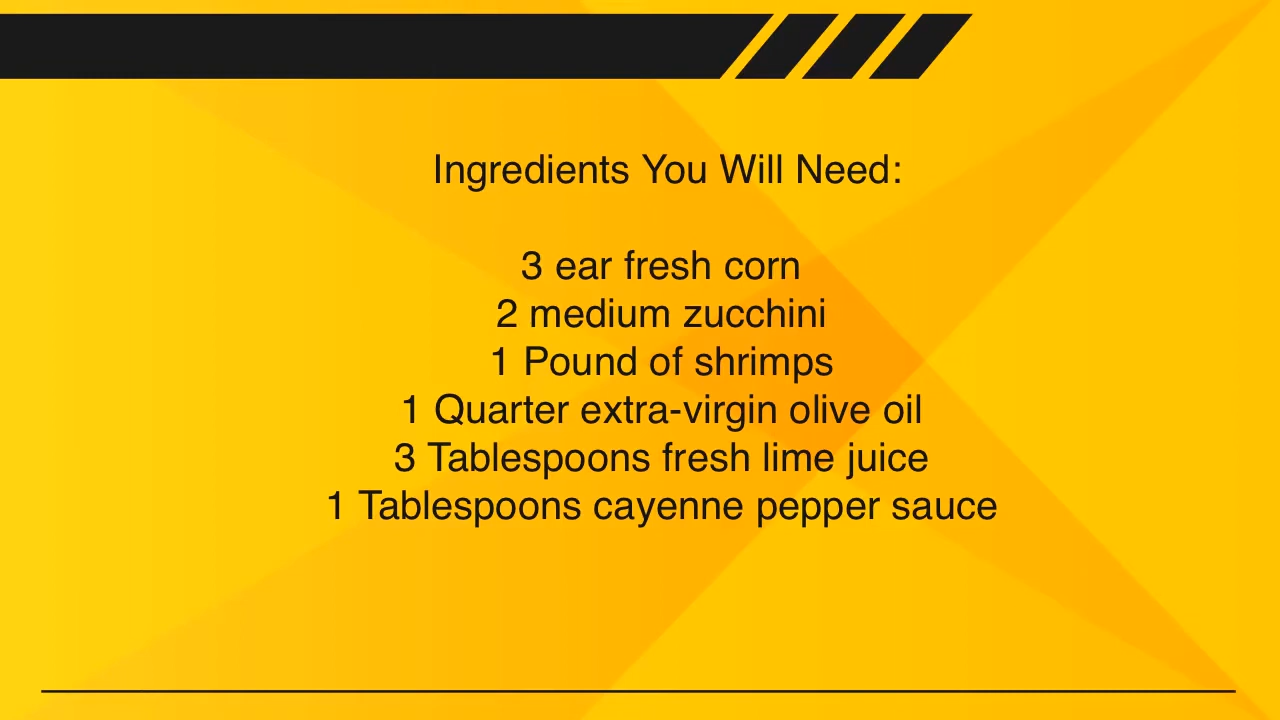 Ingredients You Will Need:
3 ear fresh corn
2 medium zucchini
1 Pound of shrimps
1 Quarter extra-virgin olive oil
3 Tablespoons fresh lime juice
1 Tablespoons cayenne pepper sauce